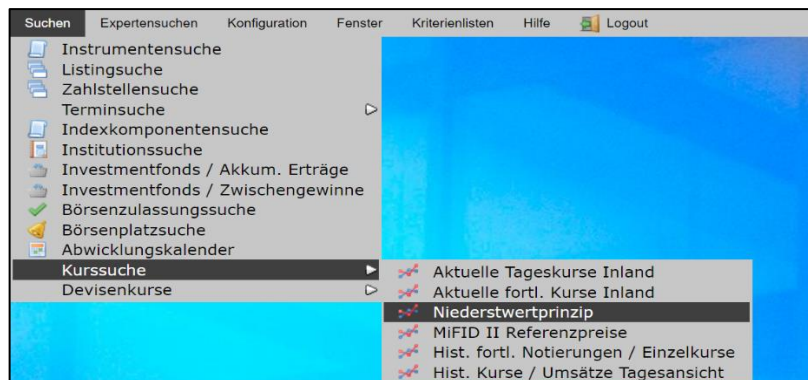 Suchen Expertensuchen Konfiguration Fenster Kriterienlisten Hilfe Logout
Instrumentensuche
Listingsuche
Zahlstellensuche
Terminsuche
Indexkomponentensuche
Institutionssuche
Investmentfonds / Akkum. Erträge
Investmentfonds / Zwischengewinne
Börsenzulassungssuche
Börsenplatzsuche
Abwicklungskalender
Kurssuche
Devisenkurse
Aktuelle Tageskurse Inland
Aktuelle fortl. Kurse Inland
Niederstwertprinzip
MiFID II Referenzpreise
Hist. fortl. Notierungen / Einzelkurse
Hist. Kurse / Umsätze Tagesansicht